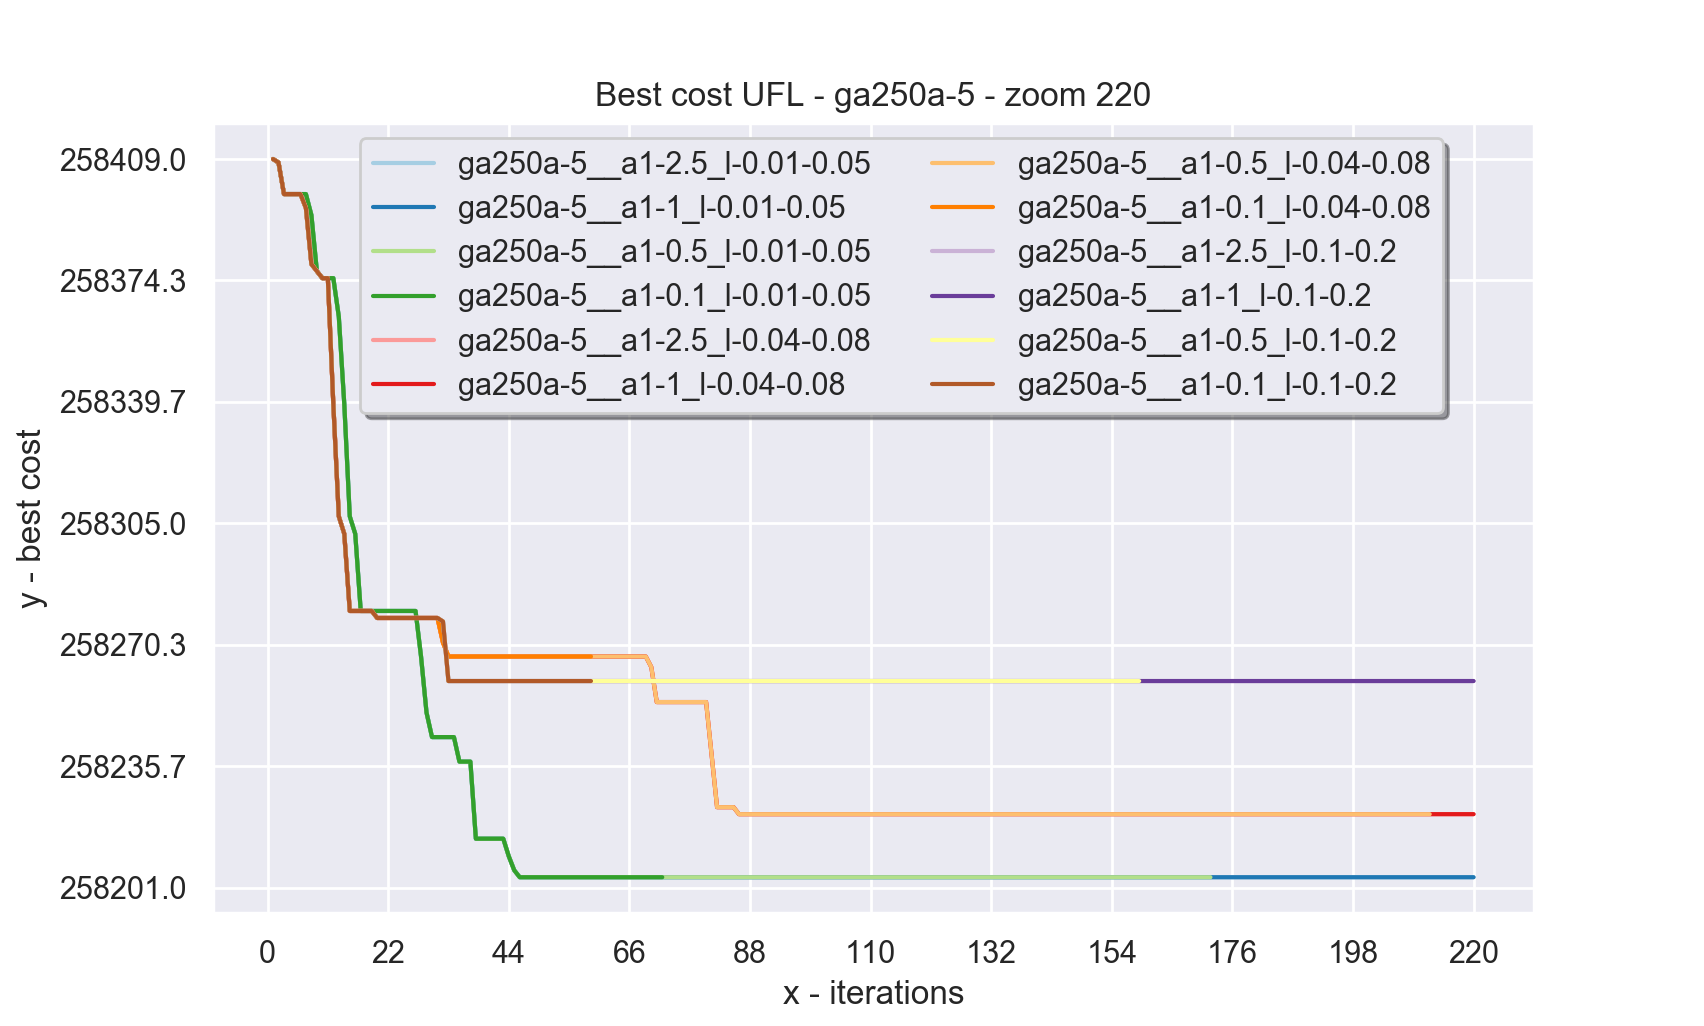 Best cost UFL - ga250a-5 - zoom 220
258409.0
258374.3
258339.7
258305.0
258270.3
258235.7
258201.0
y - best cost
ga250a-5__a1-2.5_l-0.01-0.05
ga250a-5__a1-1_l-0.01-0.05
ga250a-5__a1-0.5_l-0.01-0.05
ga250a-5__a1-0.1_l-0.01-0.05
ga250a-5__a1-2.5_l-0.04-0.08
ga250a-5__a1-1_l-0.04-0.08
ga250a-5__a1-0.5_l-0.04-0.08
ga250a-5__a1-0.1_l-0.04-0.08
ga250a-5__a1-2.5_l-0.1-0.2
ga250a-5__a1-1_l-0.1-0.2
ga250a-5__a1-0.5_l-0.1-0.2
ga250a-5__a1-0.1_l-0.1-0.2
0 22 44 66 88 110 132 154 176 198 220
x - iterations